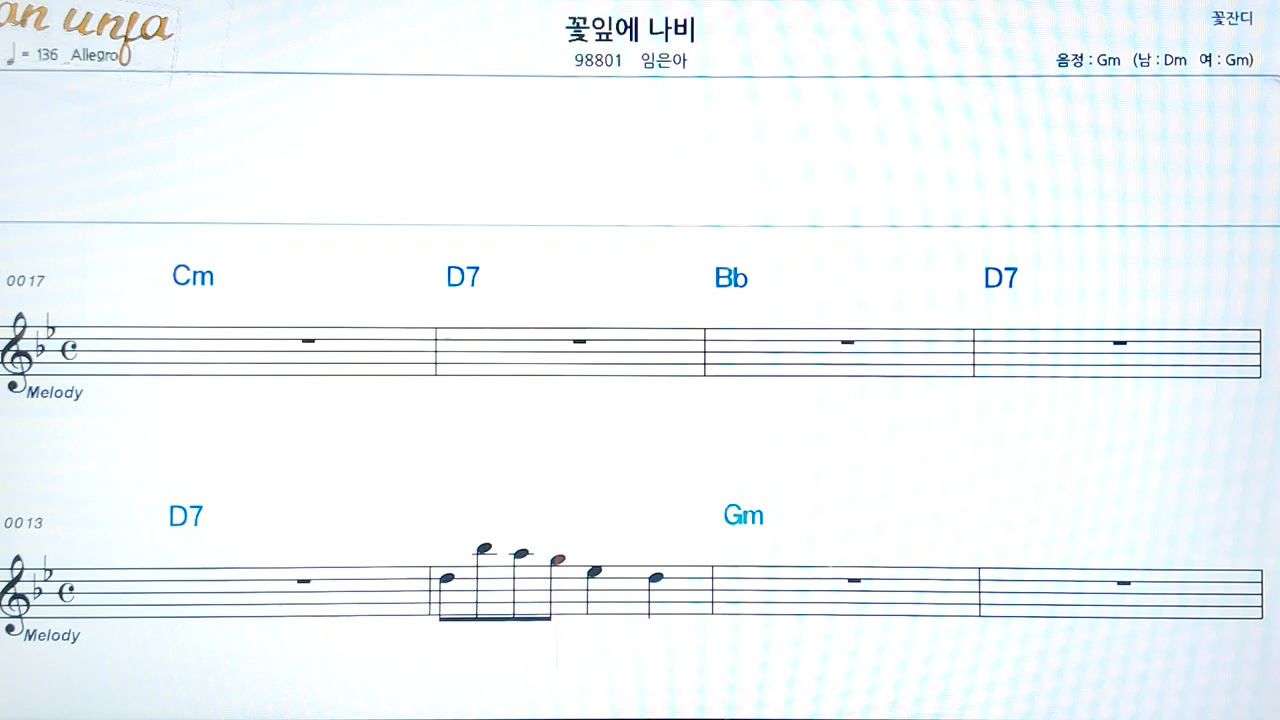 꽃잎에 나비
꽃잔디
♩ = 136 Allegro
98801 임은아
음정 : Gm (남 : Dm 여 : Gm)
0017 Cm D7 Bb D7
Melody
0013 D7 Gm
Melody